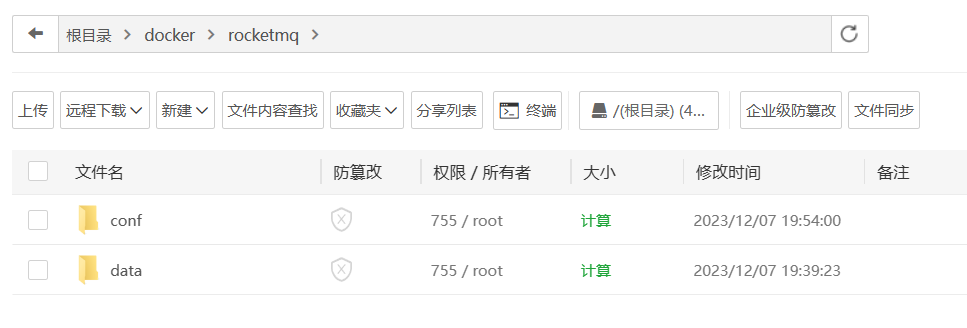 根目录 docker rocketmq
上传 远程下载 新建 文件内容查找 收藏夹 分享列表 终端 /(根目录) (4... 企业级防篡改 文件同步
文件名 防篡改 权限 / 所有者 大小 修改时间 备注
conf 755 / root 计算 2023/12/07 19:54:00
data 755 / root 计算 2023/12/07 19:39:23